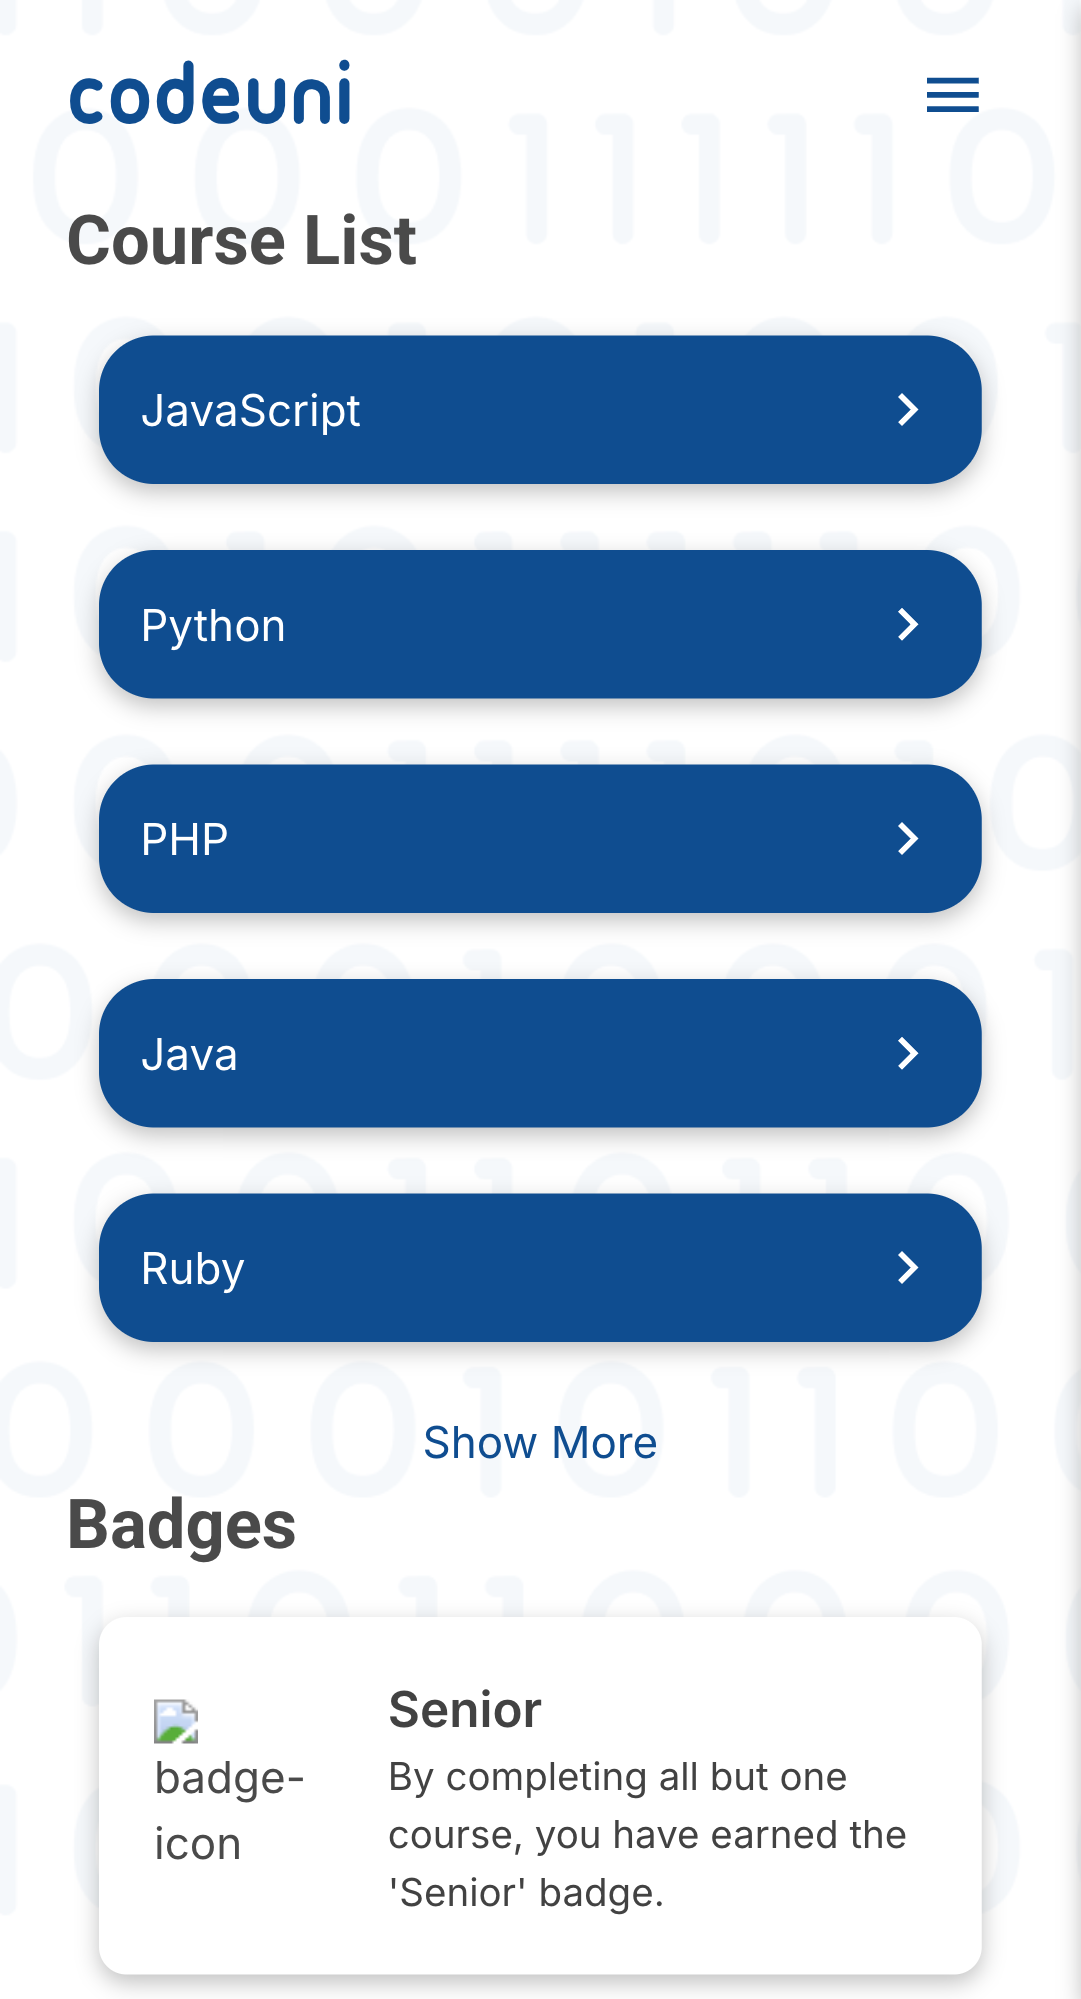 codeuni
Course List
JavaScript
Python
PHP
Java
Ruby
Show More
Badges
badge-
icon
Senior
By completing all but one
course, you have earned the
'Senior' badge.